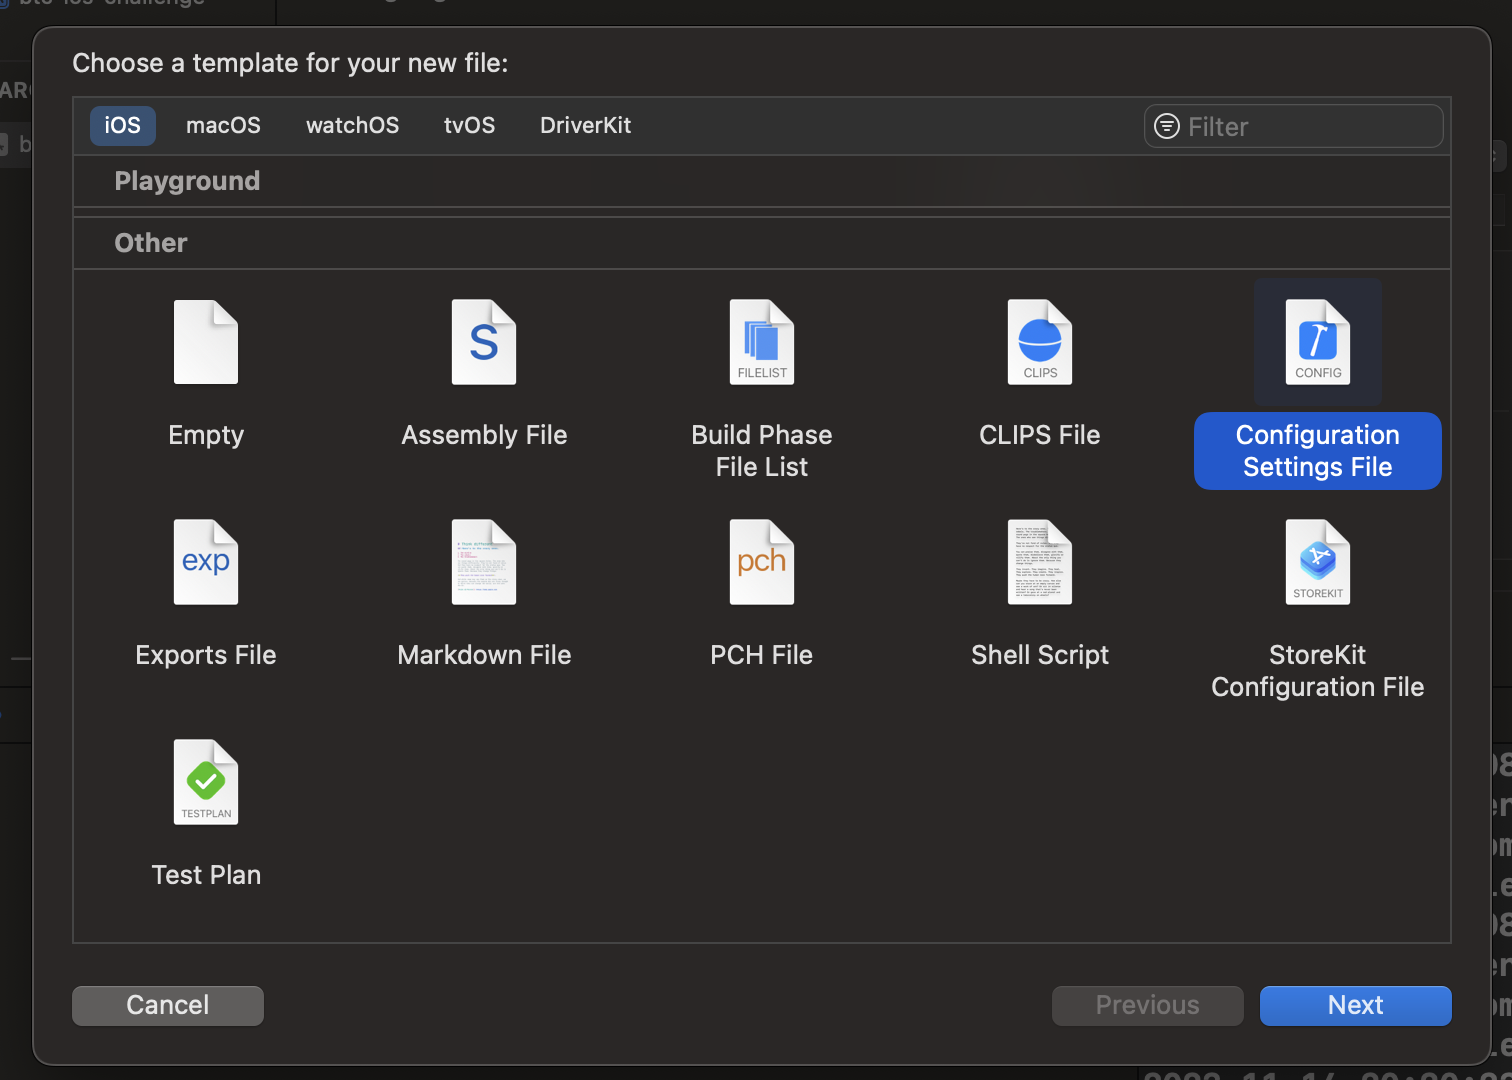 Choose a template for your new file:
iOS macOS watchOS tvOS DriverKit Filter
Playground
Other
S
FILELIST
CLIPS
CONFIG
Empty
Assembly File
Build Phase
File List
CLIPS File
Configuration
Settings File
exp
pch
STOREKIT
Exports File
Markdown File
PCH File
Shell Script
StoreKit
Configuration File
TESTPLAN
Test Plan
Cancel
Previous
Next